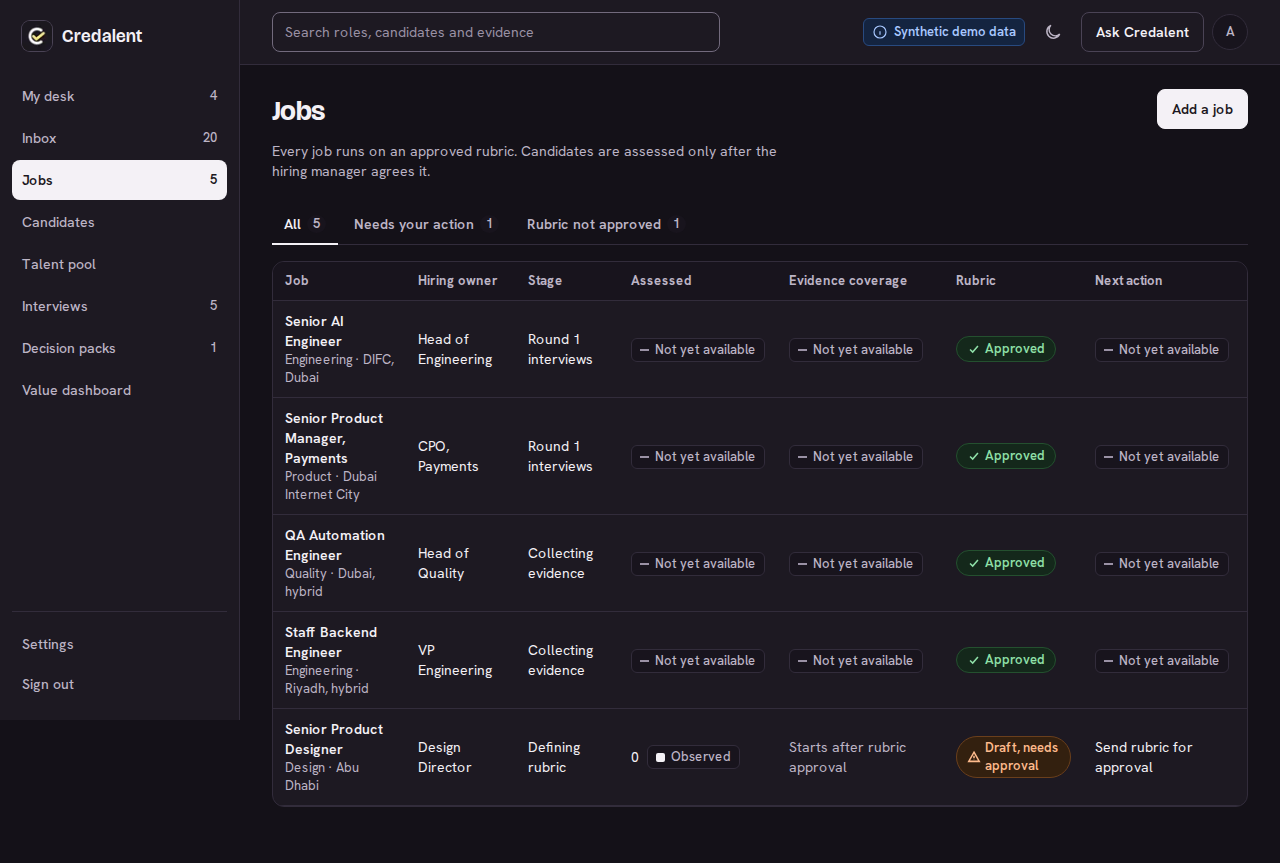 Credalent
Search roles, candidates and evidence
Synthetic demo data
Ask Credalent
A
My desk 4
Inbox 20
Jobs 5
Candidates
Talent pool
Interviews 5
Decision packs 1
Value dashboard
Settings
Sign out
Jobs
Add a job
Every job runs on an approved rubric. Candidates are assessed only after the
hiring manager agrees it.
All 5 Needs your action 1 Rubric not approved 1
Job Hiring owner Stage Assessed Evidence coverage Rubric Next action
Senior AI
Engineer
Engineering · DIFC,
Dubai
Head of
Engineering
Round 1
interviews
— Not yet available
— Not yet available
Approved
— Not yet available
Senior Product
Manager,
Payments
Product · Dubai
Internet City
CPO,
Payments
Round 1
interviews
— Not yet available
— Not yet available
Approved
— Not yet available
QA Automation
Engineer
Quality · Dubai,
hybrid
Head of
Quality
Collecting
evidence
— Not yet available
— Not yet available
Approved
— Not yet available
Staff Backend
Engineer
Engineering ·
Riyadh, hybrid
VP
Engineering
Collecting
evidence
— Not yet available
— Not yet available
Approved
— Not yet available
Senior Product
Designer
Design · Abu
Dhabi
Design
Director
Defining
rubric
0 Observed
Starts after rubric
approval
Draft, needs
approval
Send rubric for
approval